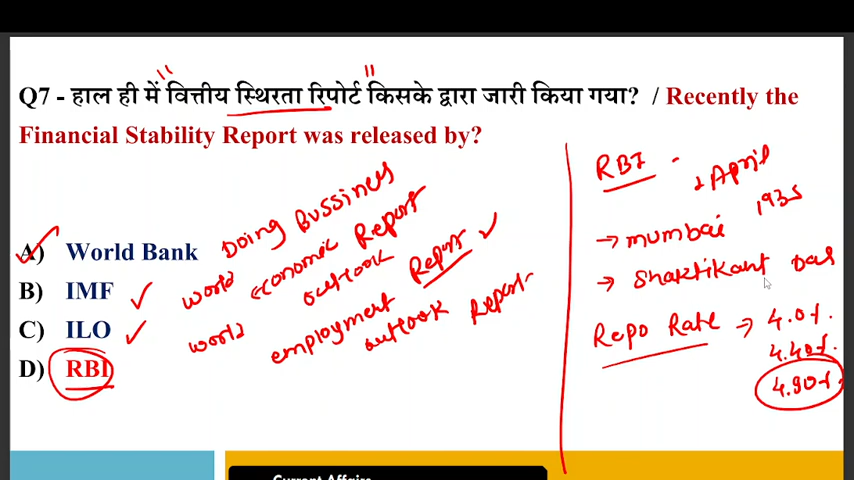 Q7 - हाल ही में वित्तीय स्थिरता रिपोर्ट किसके द्वारा जारी किया गया? / Recently the
Financial Stability Report was released by?
A) World Bank
B) IMF
C) ILO
D) RBI
Doing Bussiness
world economic Report
outlook Report
world employment
outlook Report
RBI -
1 April
1935
→ mumbai
→ Shaktikant Das
Repo Rate → 4.0%.
4.40%.
4.90%.
Current Affairs